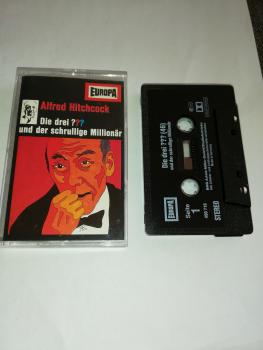 EUROPA
Alfred Hitchcock
Die drei ???
und der schrullige Millionär
Die drei ??? (46)
und der schrullige Millionär
EUROPA
Seite
1
STEREO